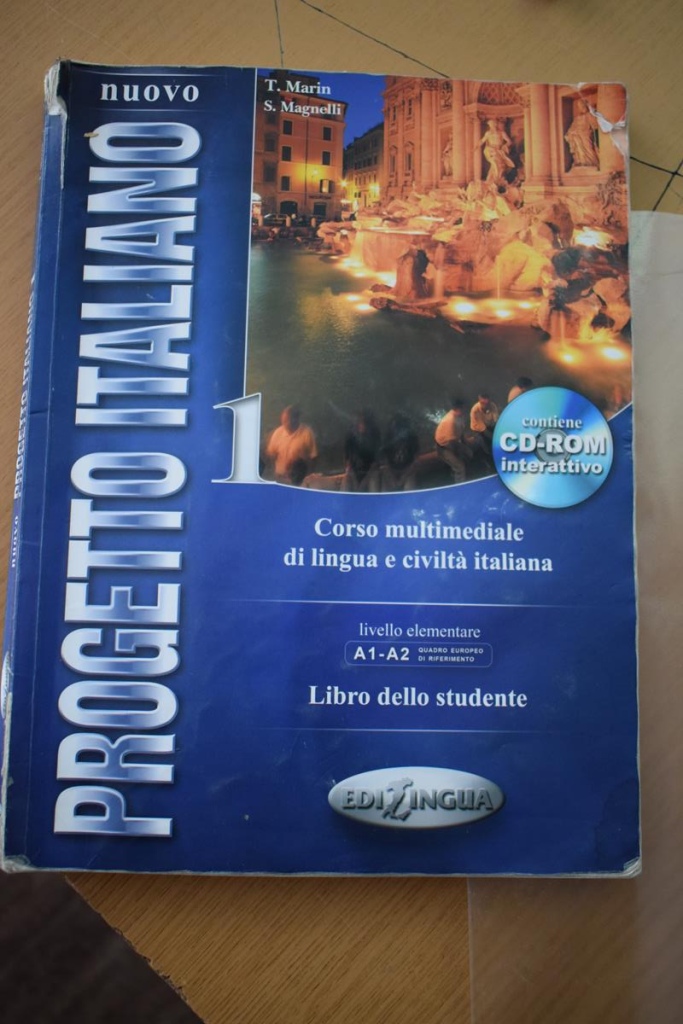 nuovo
PROGETTO ITALIANO
1
T. Marin
S. Magnelli
contiene
CD-ROM
interattivo
Corso multimediale
di lingua e civiltà italiana
livello elementare
A1-A2 QUADRO EUROPEO
DI RIFERIMENTO
Libro dello studente
EDILINGUA
nuovo PROGETTO ITALIANO